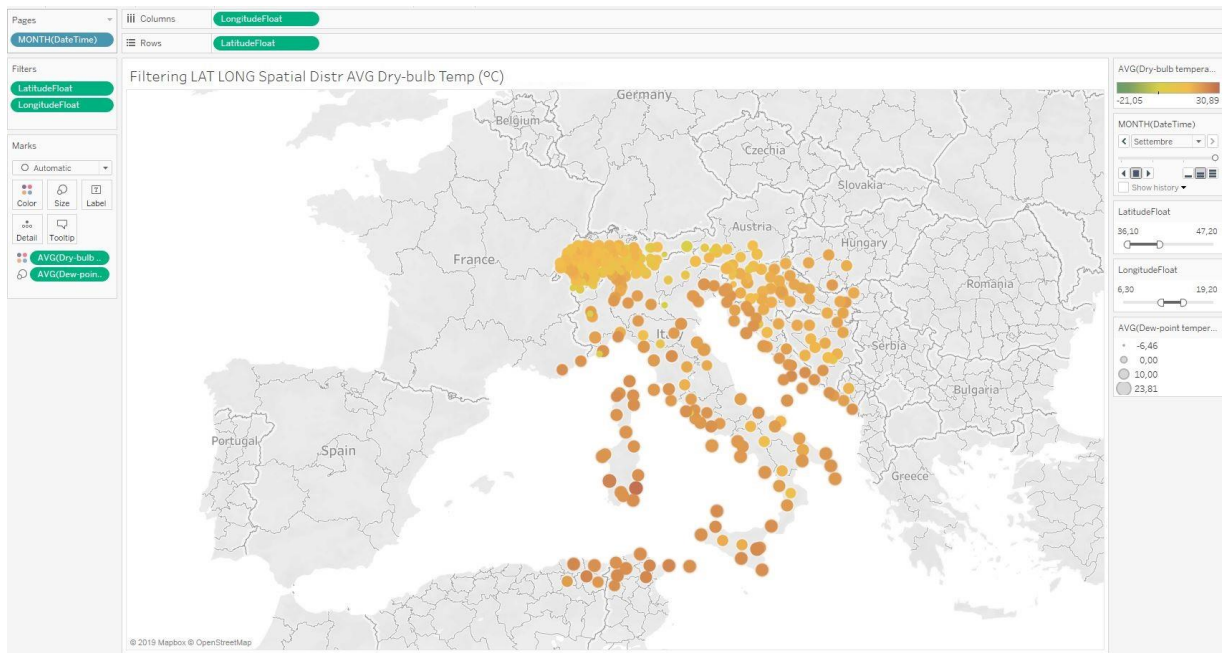 Pages
MONTH(DateTime)
Columns
LongitudeFloat
Rows
LatitudeFloat
Filters
LatitudeFloat
LongitudeFloat
Marks
Automatic
Color
Size
Label
Detail
Tooltip
AVG(Dry-bulb ..
AVG(Dew-poin..
Filtering LAT LONG Spatial Distr AVG Dry-bulb Temp (ºC)
Germany
Belgium
Czechia
Slovakia
Austria
Hungary
France
Romania
Serbia
Bulgaria
Portugal
Spain
Greece
© 2019 Mapbox © OpenStreetMap
AVG(Dry-bulb tempera...
-21,05 30,89
MONTH(DateTime)
Settembre
Show history
LatitudeFloat
36,10 47,20
LongitudeFloat
6,30 19,20
AVG(Dew-point temper...
-6,46
0,00
10,00
23,81